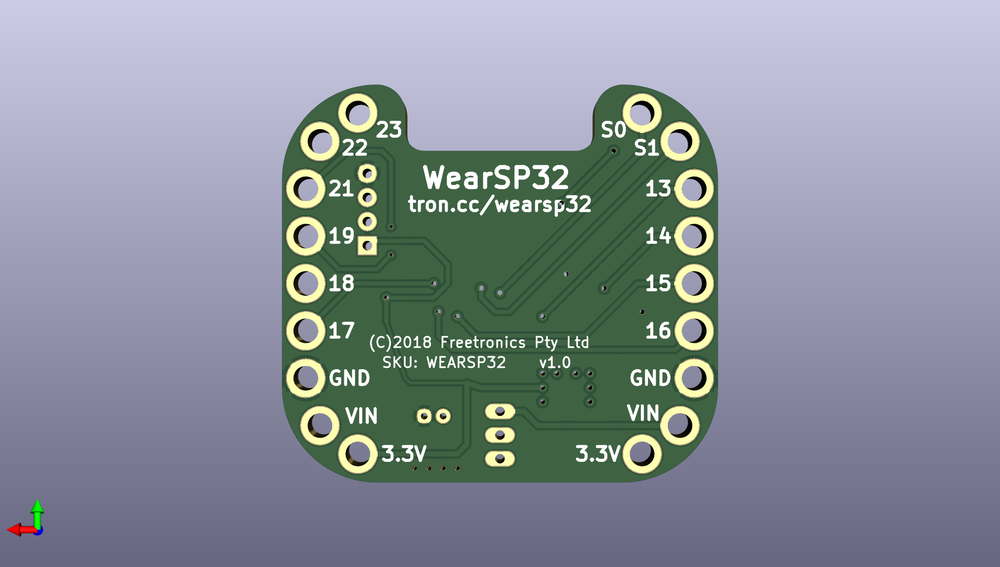 23
S0
22
S1
WearSP32
21
13
tron.cc/wearsp32
19
14
18
15
17
16
(C)2018 Freetronics Pty Ltd
SKU: WEARSP32 v1.0
GND
GND
VIN
VIN
3.3V
3.3V